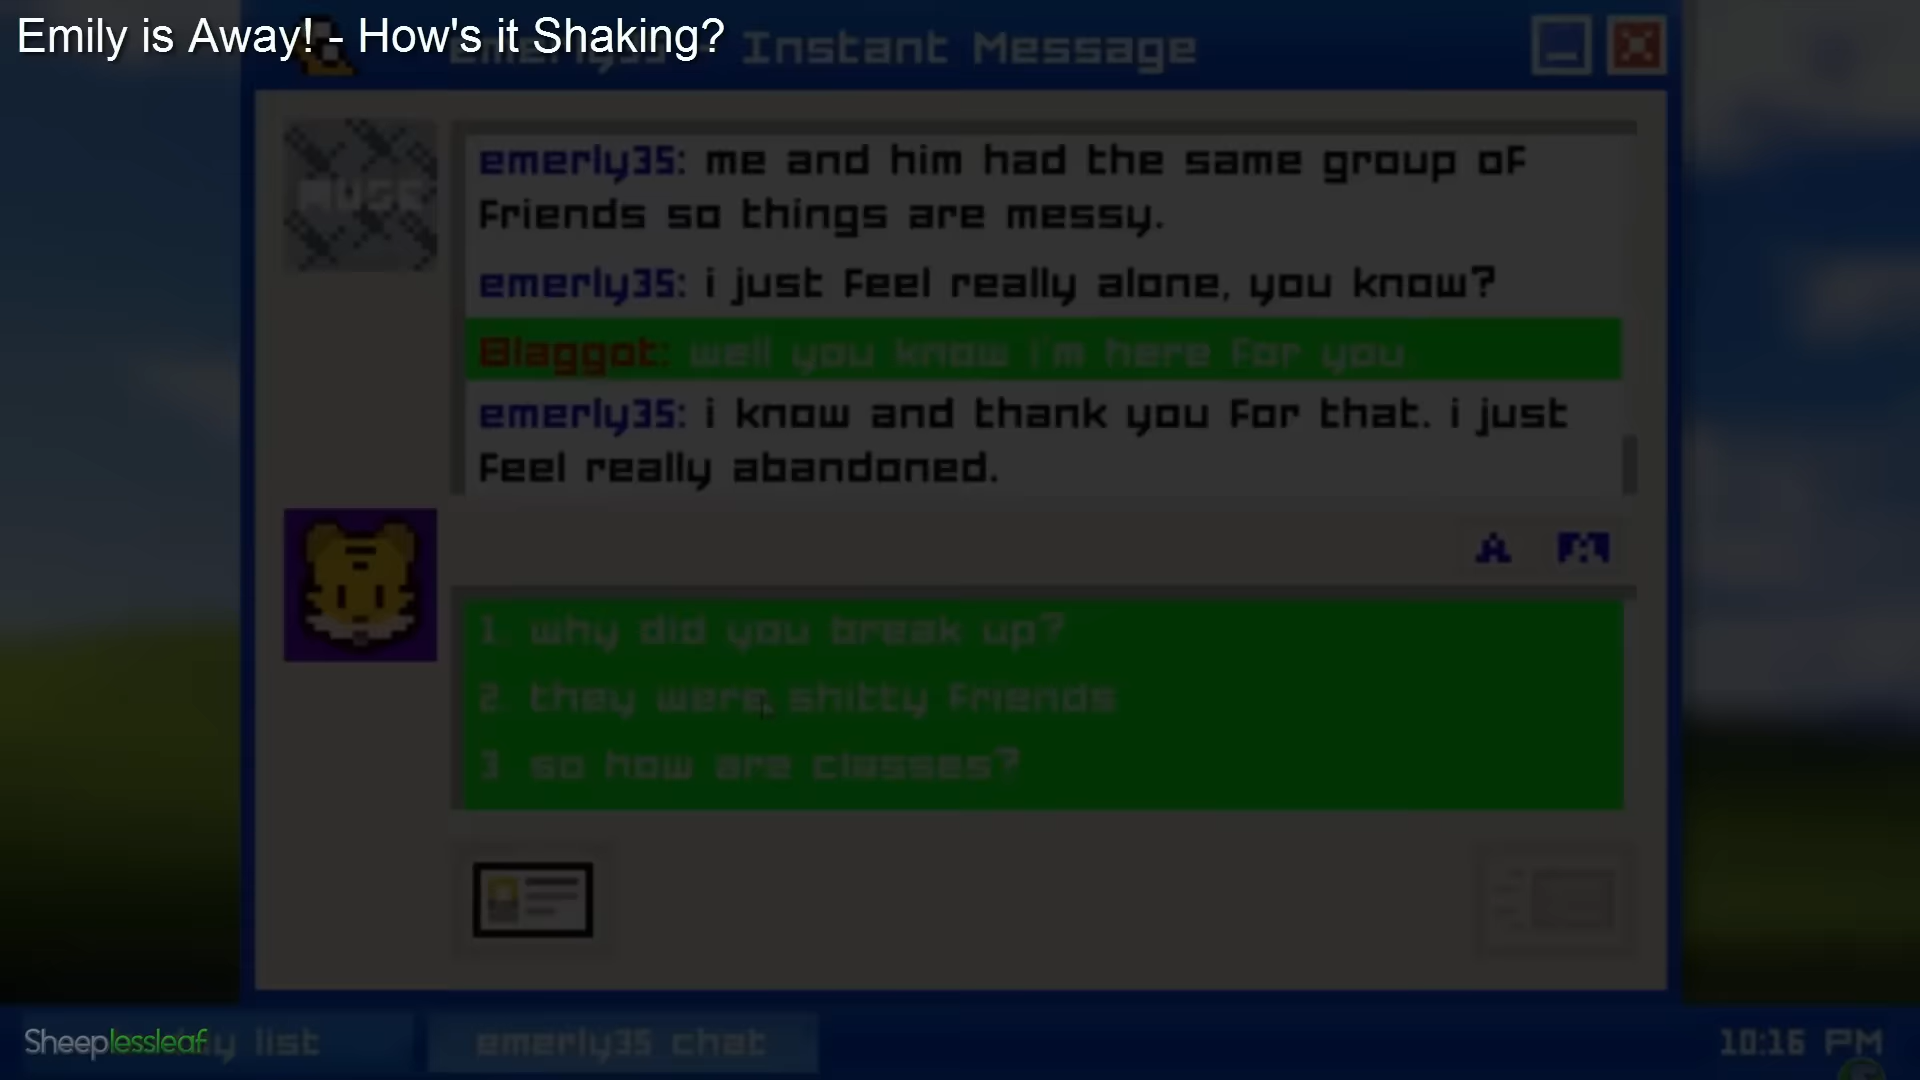 Emily is Away! - How's it Shaking?
Instant Message
MUSE
emerly35: me and him had the same group of
friends so things are messy.
emerly35: i just feel really alone, you know?
Blaggot: well you know i'm here for you
emerly35: i know and thank you for that. i just
feel really abandoned.
A A
1. why did you break up?
2. they were shitty friends
3. so how are classes?
Sheeplessleaf
list
emerly35 chat
10:16 PM